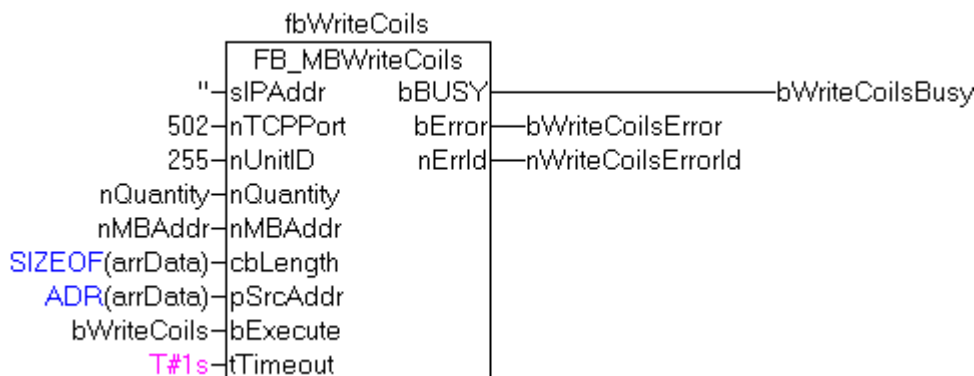 fbWriteCoils
FB_MBWriteCoils
'' sIPAddr bBUSY bWriteCoilsBusy
502 nTCPPort bError bWriteCoilsError
255 nUnitID nErrId nWriteCoilsErrorId
nQuantity nQuantity
nMBAddr nMBAddr
SIZEOF(arrData) cbLength
ADR(arrData) pSrcAddr
bWriteCoils bExecute
T#1s tTimeout